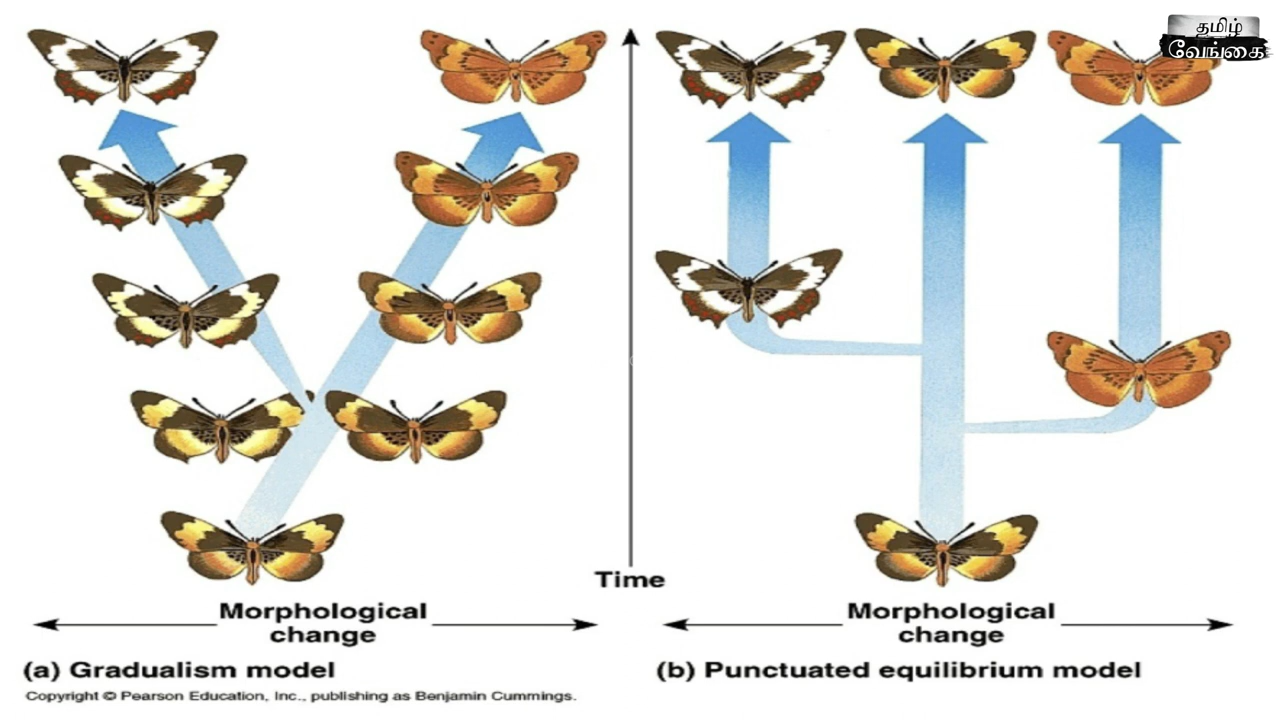 தமிழ்
வேங்கை
Time
Morphological
change
(a) Gradualism model
Copyright © Pearson Education, Inc., publishing as Benjamin Cummings.
Morphological
change
(b) Punctuated equilibrium model